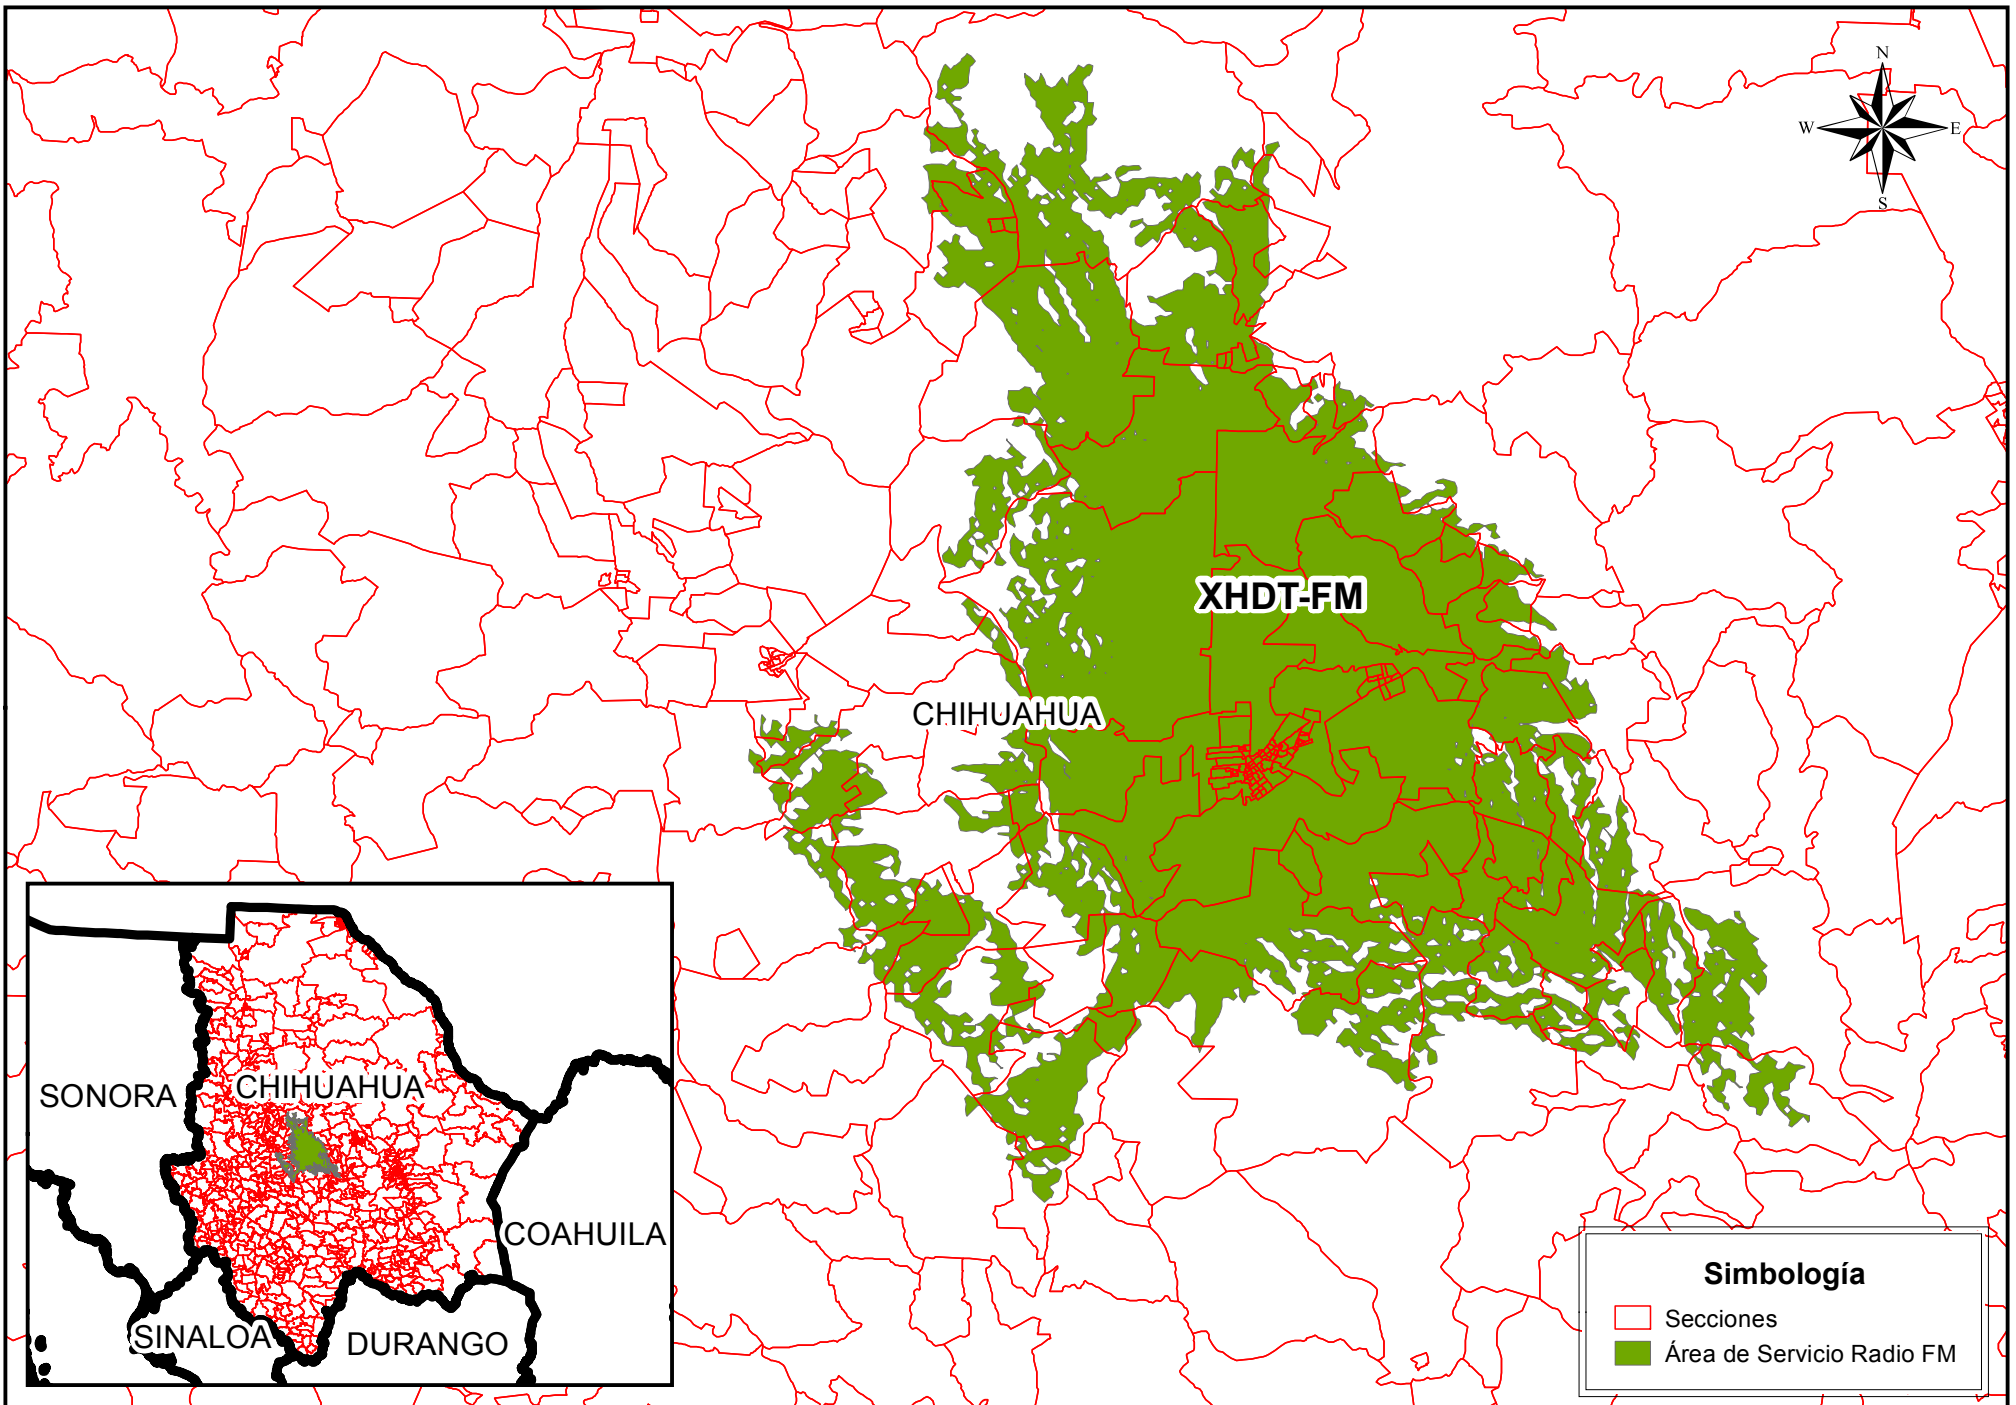 N
W E
S
XHDT-FM
CHIHUAHUA
SONORA
CHIHUAHUA
COAHUILA
SINALOA
DURANGO
Simbología
Secciones
Área de Servicio Radio FM